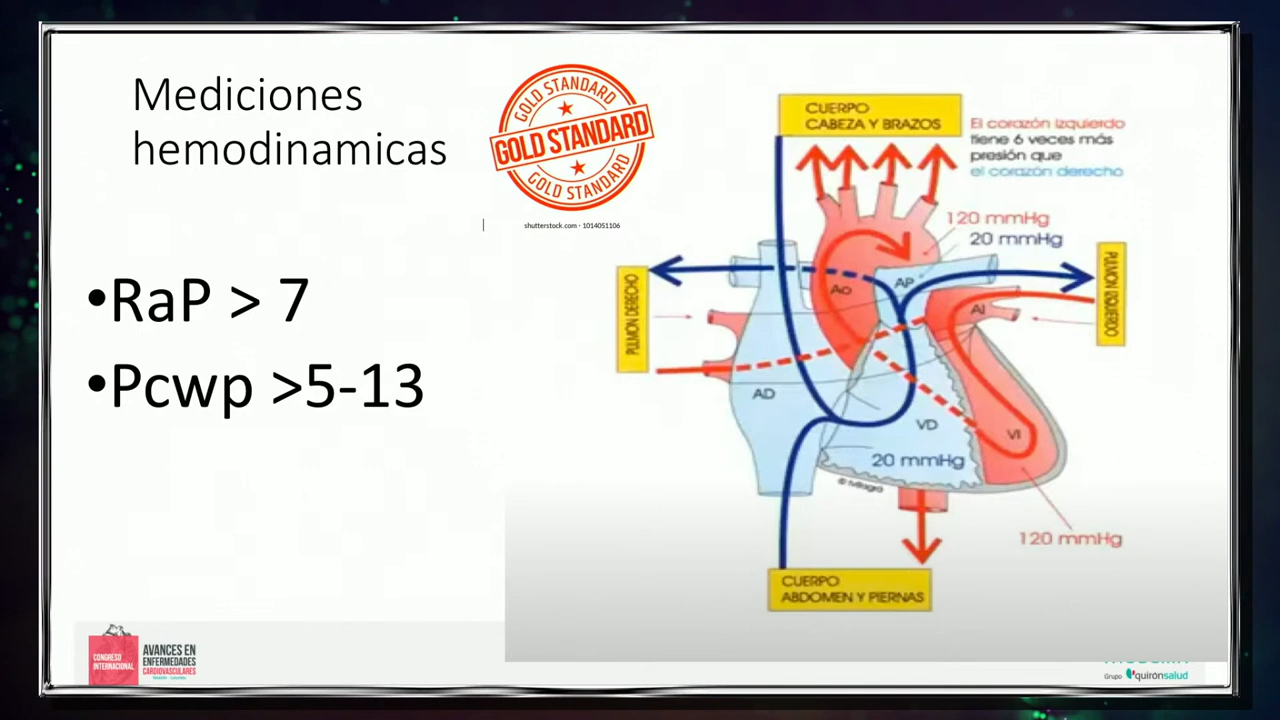 Mediciones
hemodinamicas
GOLD STANDARD
GOLD STANDARD
GOLD STANDARD
shutterstock.com · 1014051106
•RaP > 7
•Pcwp >5-13
CUERPO
CABEZA Y BRAZOS
El corazón izquierdo
tiene 6 veces más
presión que
el corazón derecho
120 mmHg
20 mmHg
PULMON DERECHO
PULMON IZQUIERDO
Ao
AP
AI
AD
VD
VI
20 mmHg
120 mmHg
CUERPO
ABDOMEN Y PIERNAS
CONGRESO
INTERNACIONAL
AVANCES EN
ENFERMEDADES
CARDIOVASCULARES
Grupo quirónsalud